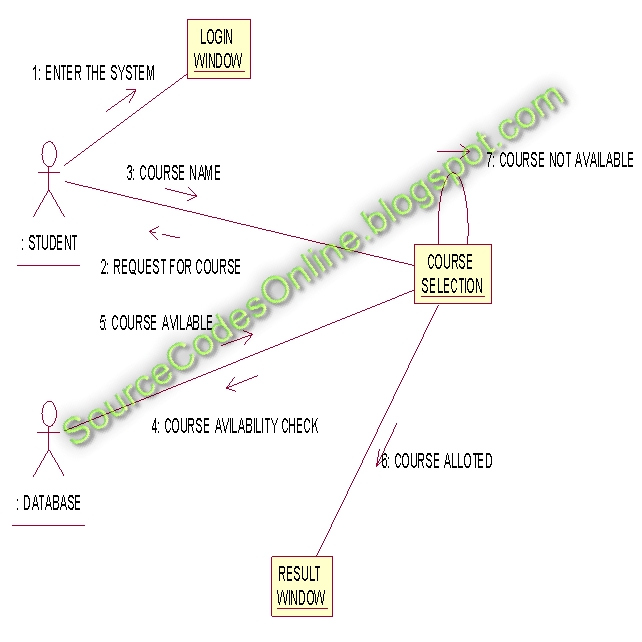 LOGIN
WINDOW
1: ENTER THE SYSTEM
7: COURSE NOT AVAILABLE
3: COURSE NAME
: STUDENT
2: REQUEST FOR COURSE
COURSE
SELECTION
5: COURSE AVILABLE
4: COURSE AVILABILITY CHECK
6: COURSE ALLOTED
: DATABASE
RESULT
WINDOW
SourceCodesOnline.blogspot.com